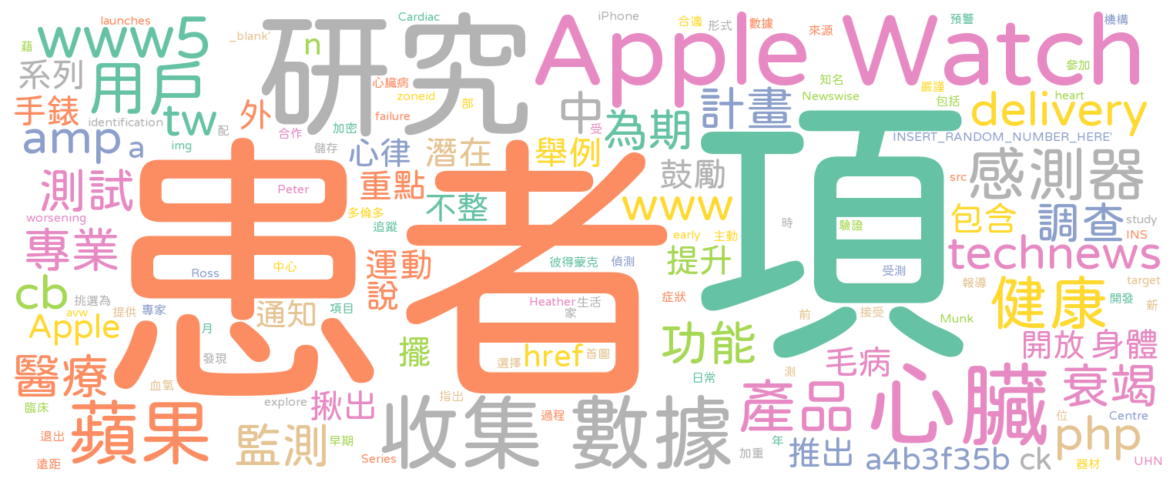 launches
Cardiac
iPhone
合適
形式
數據
來源
預警
機構
藉
www5
_blank'
n
研究
Apple Watch
參加
系列
用戶
心臟病
zoneid
知名
嚴謹
手錶
外
部
中
計畫
Newswise
包括
heart
delivery
identification
tw
配
合作
加密
failure
受
為期
INSERT_RANDOM_NUMBER_HERE'
amp
a
img
儲存
心律
潛在
舉例
項
測試
患者
Peter
重點
鼓勵
src
感測器
worsening
多倫多
追蹤
不整
www
時
驗證
包含
調查
study
INS
專業
early
主動
technews
Ross
中心
運動
彼得蒙克
偵測
提升
受測
報導
target
cb
挑選為
說
Heather
生活
家
症狀
健康
開發
新
avw
提供
專家
通知
項目
前
接受
Munk
Apple
月
擺
功能
開放
身體
醫療
發現
選擇
href
首圖
毛病
血氧
日常
測
心臟
衰竭
臨床
蘋果
explore
揪出
指出
過程
收集
數據
產品
位
Centre
退出
監測
早期
年
php
遠距
Series
加重
推出
a4b3f35b
ck
器材
UHN